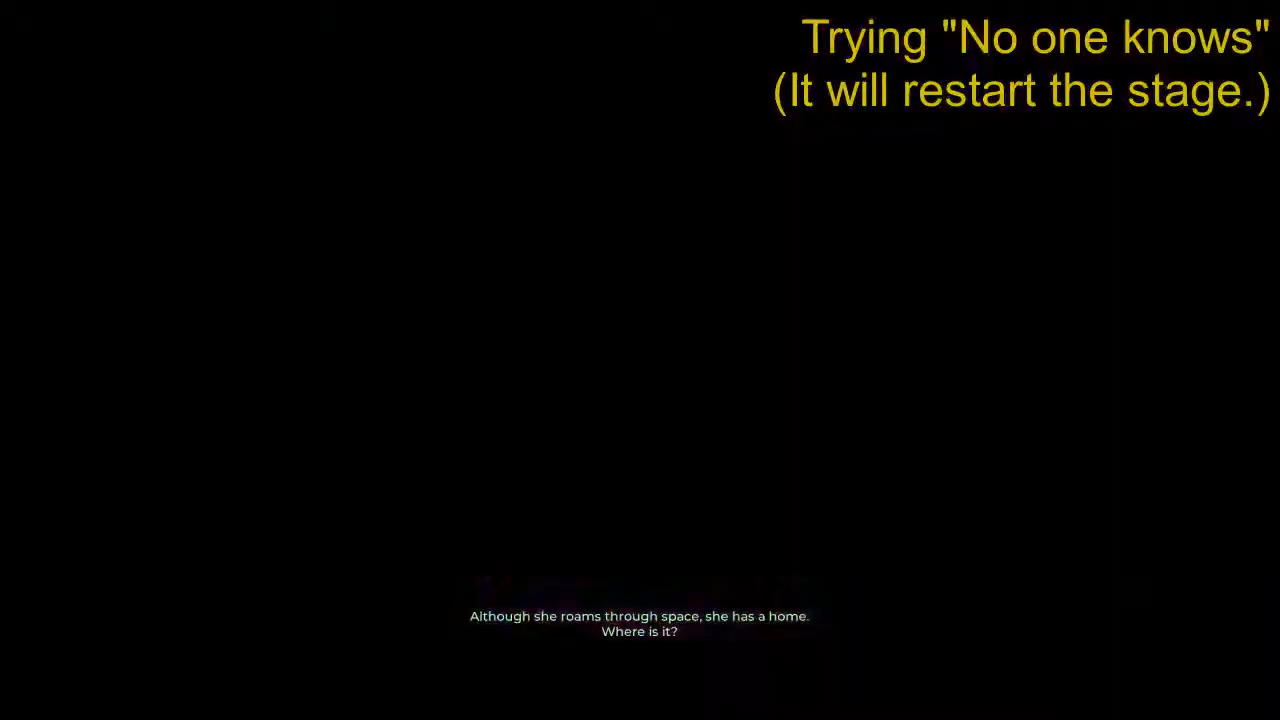 Trying "No one knows"
(It will restart the stage.)
Although she roams through space, she has a home.
Where is it?